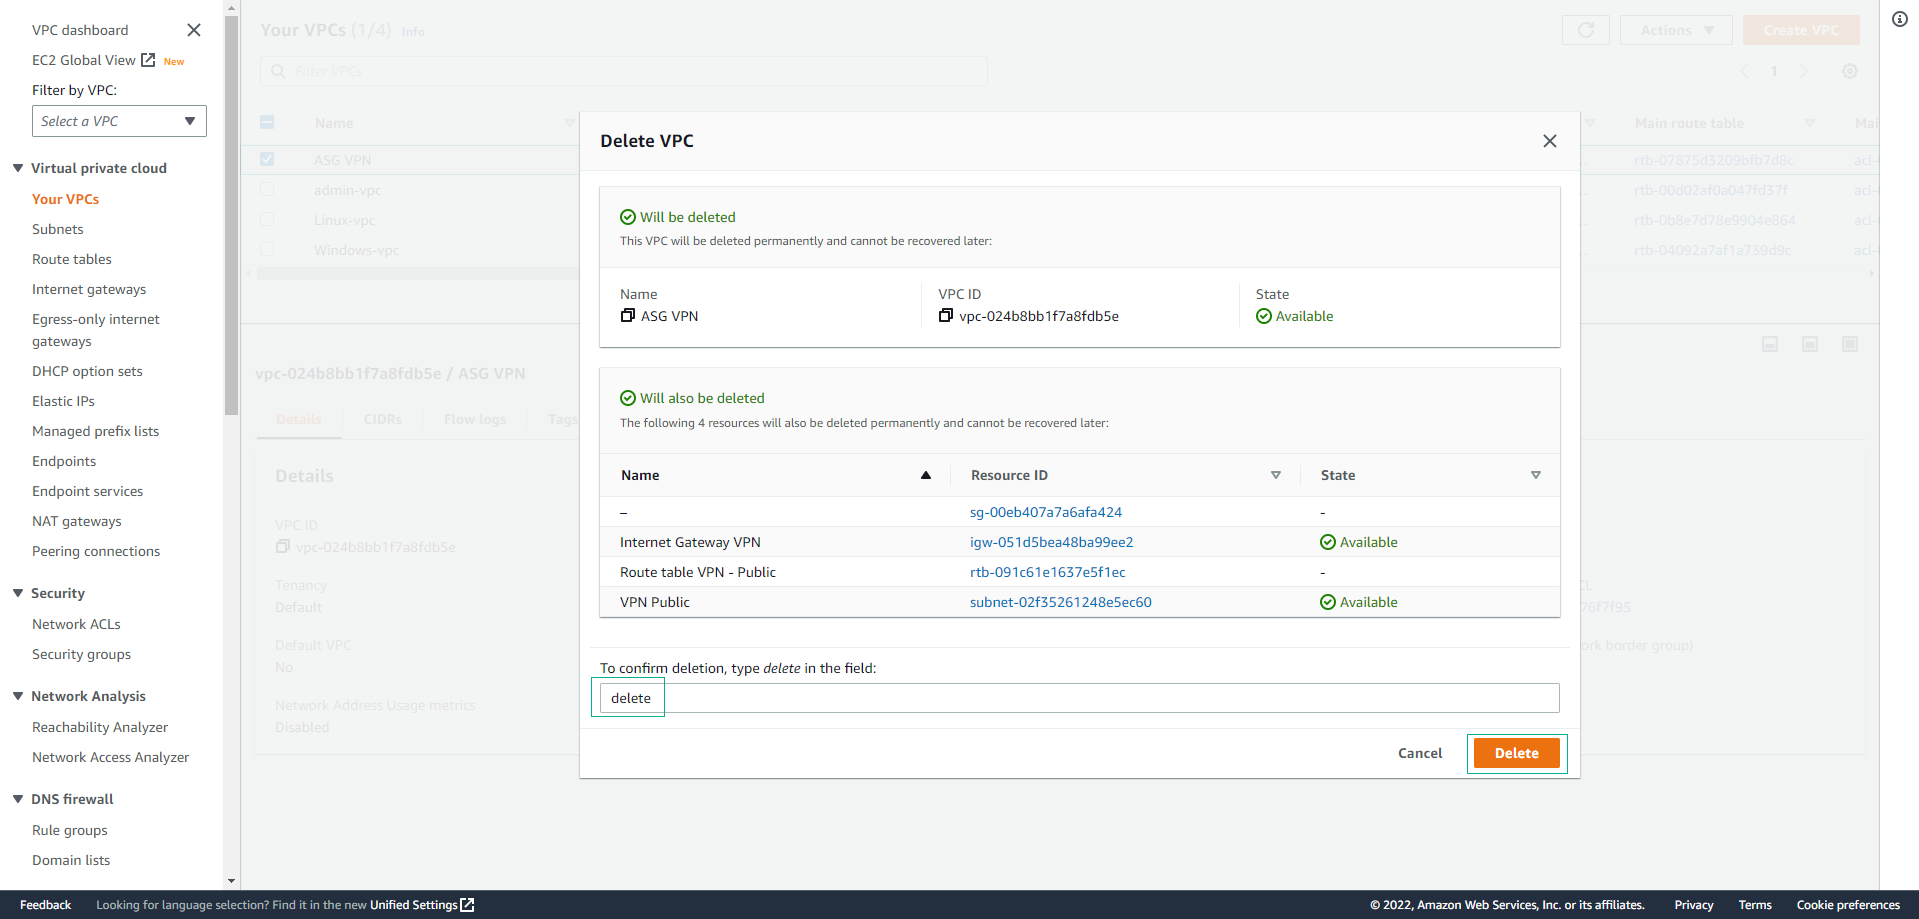 VPC dashboard
EC2 Global View New
Filter by VPC:
Select a VPC
Virtual private cloud
Your VPCs
Subnets
Route tables
Internet gateways
Egress-only internet
gateways
DHCP option sets
Elastic IPs
Managed prefix lists
Endpoints
Endpoint services
NAT gateways
Peering connections
Security
Network ACLs
Security groups
Network Analysis
Reachability Analyzer
Network Access Analyzer
DNS firewall
Rule groups
Domain lists
Your VPCs (1/4) Info
Actions
Create VPC
Filter VPCs
1
Name
Main route table
Mai
ASG VPN
rtb-07875d3209bfb7d8c
acl-
admin-vpc
rtb-00d02af0a047fd37f
acl-
Linux-vpc
rtb-0b8e7d78e9904e864
acl-
Windows-vpc
rtb-04092a7af1a739d9c
acl-
vpc-024b8bb1f7a8fdb5e / ASG VPN
Details
CIDRs
Flow logs
Tags
Details
VPC ID
vpc-024b8bb1f7a8fdb5e
Tenancy
Default
Default VPC
No
Network Address Usage metrics
Disabled
CL
76f7f95
ork border group)
Delete VPC
Will be deleted
This VPC will be deleted permanently and cannot be recovered later:
Name
VPC ID
State
ASG VPN
vpc-024b8bb1f7a8fdb5e
Available
Will also be deleted
The following 4 resources will also be deleted permanently and cannot be recovered later:
Name
Resource ID
State
–
sg-00eb407a7a6afa424
-
Internet Gateway VPN
igw-051d5bea48ba99ee2
Available
Route table VPN - Public
rtb-091c61e1637e5f1ec
-
VPN Public
subnet-02f35261248e5ec60
Available
To confirm deletion, type delete in the field:
delete
Cancel
Delete
Feedback
Looking for language selection? Find it in the new Unified Settings
© 2022, Amazon Web Services, Inc. or its affiliates.
Privacy
Terms
Cookie preferences